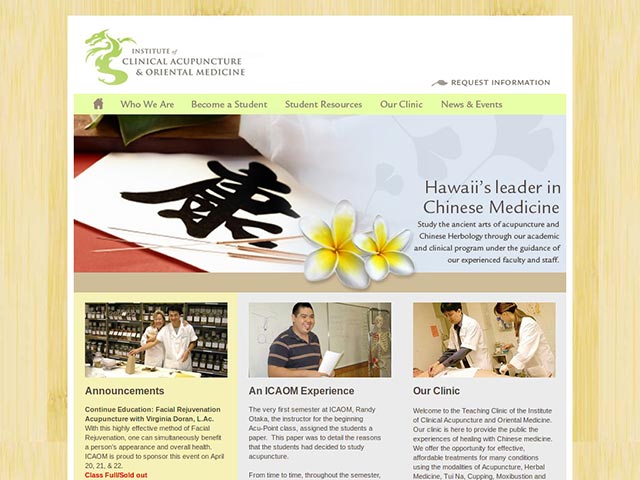 INSTITUTE of
CLINICAL ACUPUNCTURE
& ORIENTAL MEDICINE
REQUEST INFORMATION
Who We Are
Become a Student
Student Resources
Our Clinic
News & Events
康
Hawaii's leader in
Chinese Medicine
Study the ancient arts of acupuncture and
Chinese Herbology through our academic
and clinical program under the guidance of
our experienced faculty and staff.
Announcements
Continue Education: Facial Rejuvenation
Acupuncture with Virginia Doran, L.Ac.
With this highly effective method of Facial
Rejuvenation, one can simultaneously benefit
a person's appearance and overall health.
ICAOM is proud to sponsor this event on April
20, 21, & 22.
Class Full/Sold out
An ICAOM Experience
The very first semester at ICAOM, Randy
Otaka, the instructor for the beginning
Acu-Point class, assigned the students a
paper. This paper was to detail the reasons
that the students had decided to study
acupuncture.
From time to time, throughout the semester,
Our Clinic
Welcome to the Teaching Clinic of the Institute
of Clinical Acupuncture and Oriental Medicine.
Our clinic is here to provide the public the
experiences of healing with Chinese medicine.
We offer the opportunity for effective,
affordable treatments for many conditions
using the modalities of Acupuncture, Herbal
Medicine, Tui Na, Cupping, Moxibustion and